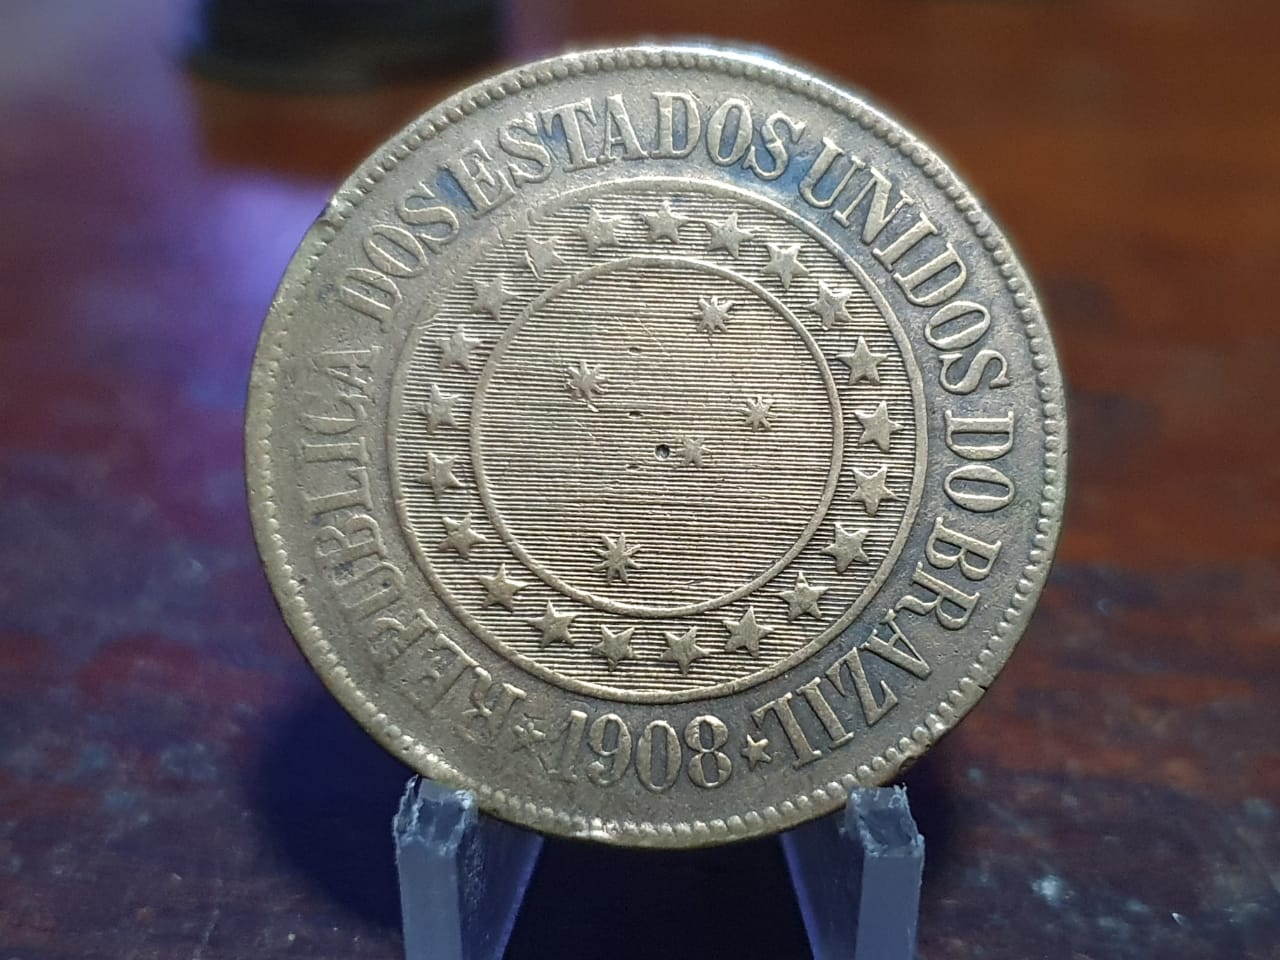 REPUBLICA DOS ESTADOS UNIDOS DO BRAZIL
1908